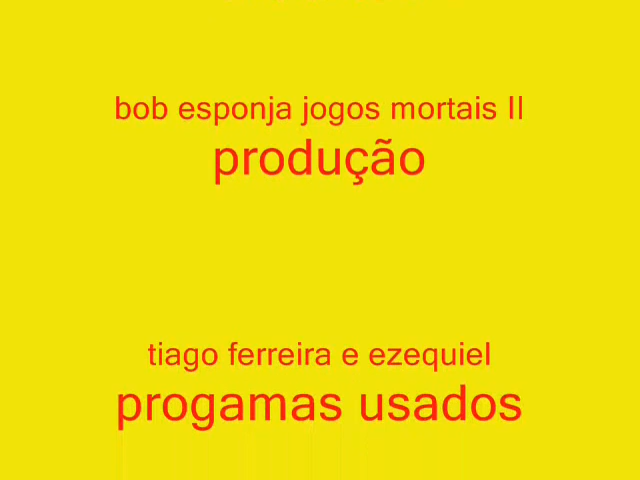 bob esponja jogos mortais II
produção
tiago ferreira e ezequiel
progamas usados